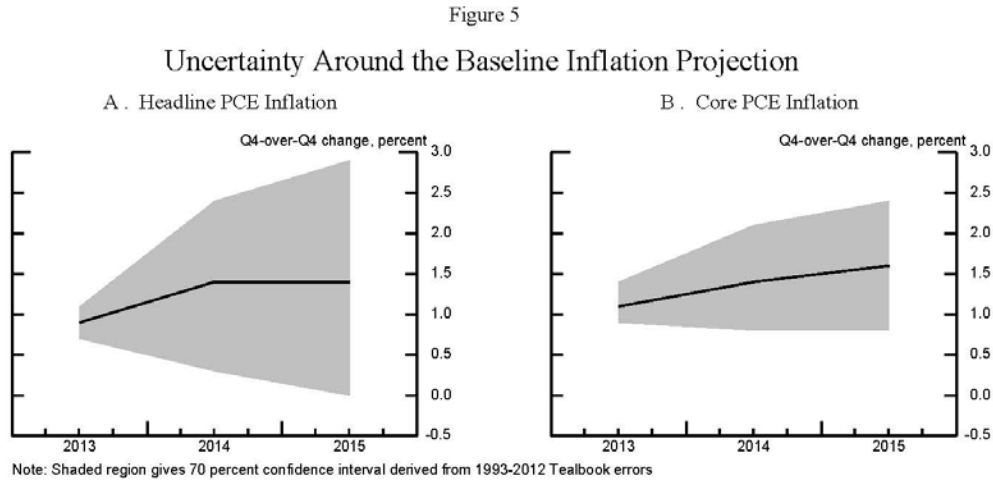 Figure 5
Uncertainty Around the Baseline Inflation Projection
A . Headline PCE Inflation
Q4-over-Q4 change, percent
3.0
2.5
2.0
1.5
1.0
0.5
0.0
-0.5
2013 2014 2015
B . Core PCE Inflation
Q4-over-Q4 change, percent
3.0
2.5
2.0
1.5
1.0
0.5
0.0
-0.5
2013 2014 2015
Note: Shaded region gives 70 percent confidence interval derived from 1993-2012 Tealbook errors